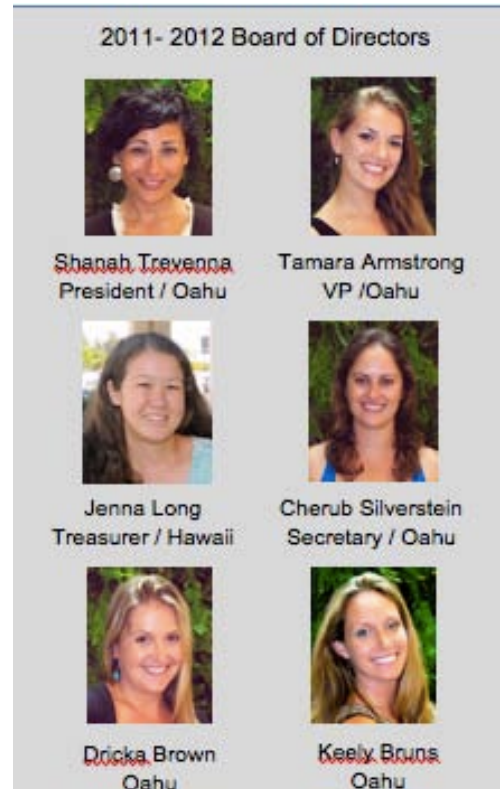 2011- 2012 Board of Directors
Shanah Trevenna
President / Oahu
Tamara Armstrong
VP /Oahu
Jenna Long
Treasurer / Hawaii
Cherub Silverstein
Secretary / Oahu
Dricka Brown
Oahu
Keely Bruns
Oahu